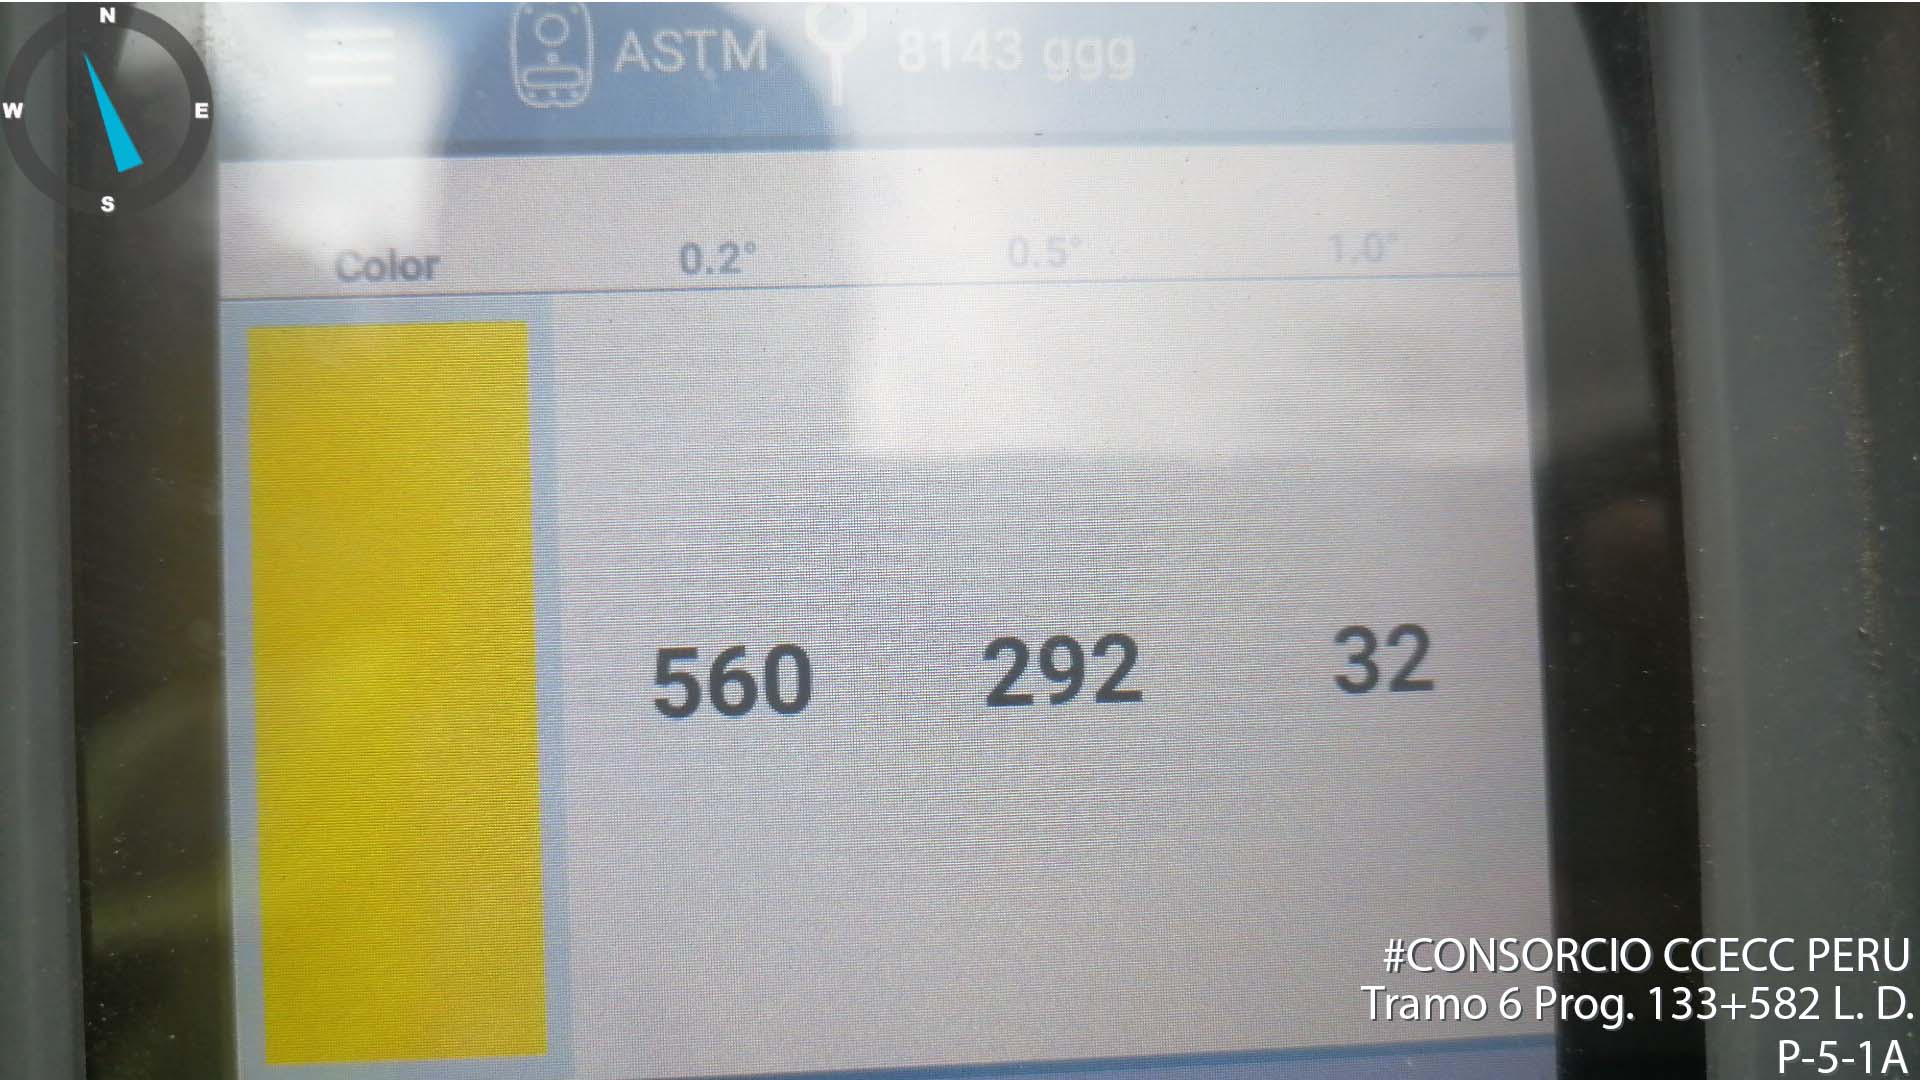 N
W E
S
ASTM 8143 ggg
Color 0.2° 0.5° 1.0°
560 292 32
#CONSORCIO CCECC PERU
Tramo 6 Prog. 133+582 L. D.
P-5-1A